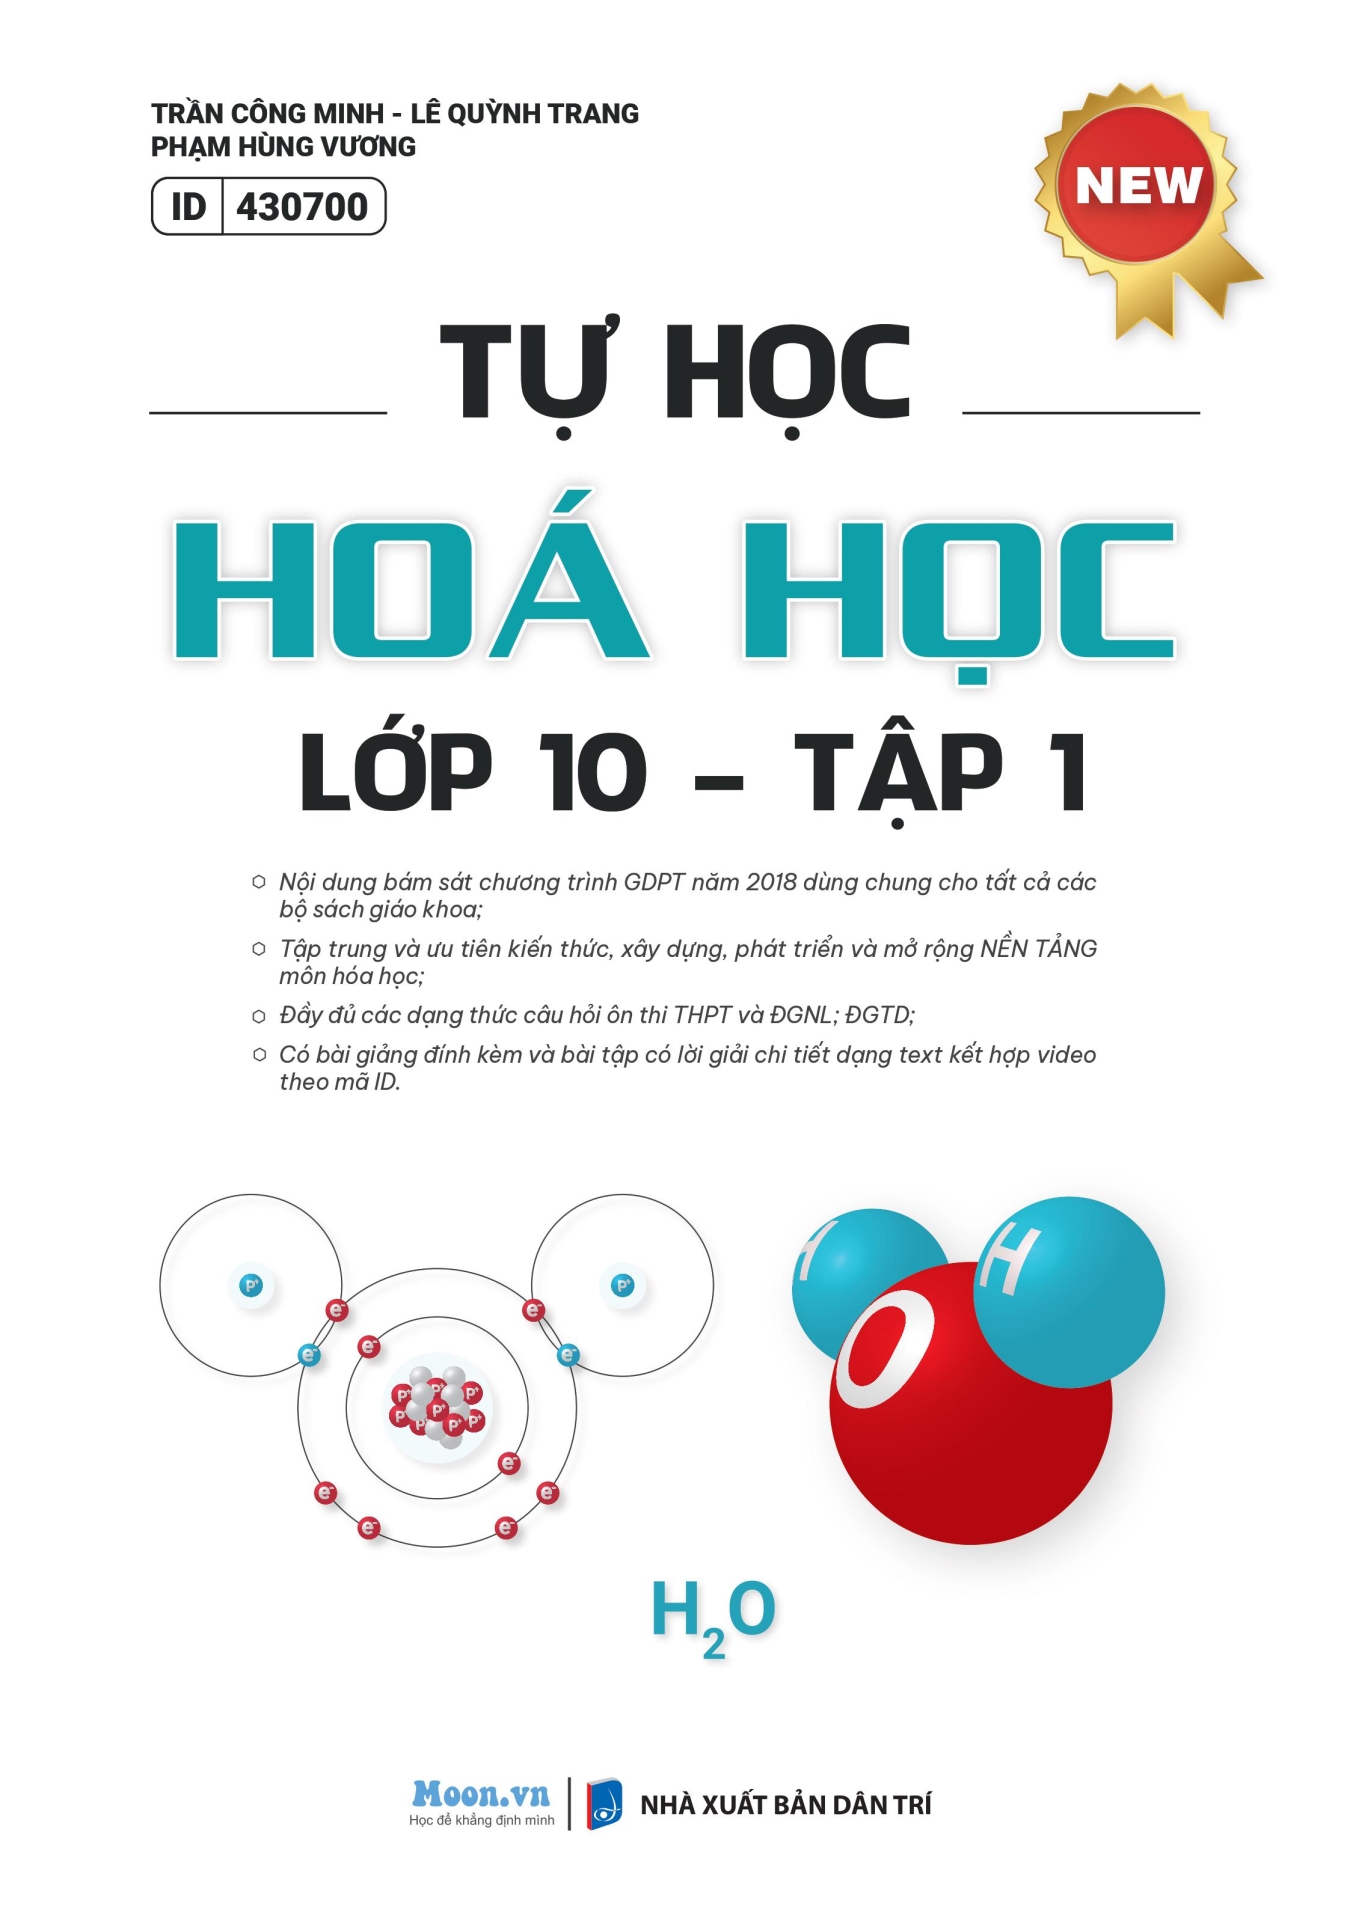 TRẦN CÔNG MINH - LÊ QUỲNH TRANG
PHẠM HÙNG VƯƠNG
ID 430700
NEW
TỰ HỌC
HOÁ HỌC
LỚP 10 – TẬP 1
Nội dung bám sát chương trình GDPT năm 2018 dùng chung cho tất cả các
bộ sách giáo khoa;
Tập trung và ưu tiên kiến thức, xây dựng, phát triển và mở rộng NỀN TẢNG
môn hóa học;
Đầy đủ các dạng thức câu hỏi ôn thi THPT và ĐGNL; ĐGTD;
Có bài giảng đính kèm và bài tập có lời giải chi tiết dạng text kết hợp video
theo mã ID.
P⁺ P⁺
e⁻ e⁻
e⁻ e⁻ e⁻
P⁺ P⁺ P⁺
P⁺ P⁺ P⁺ P⁺ P⁺
e⁻
e⁻ e⁻
e⁻ e⁻
H H
O
H₂O
Moon.vn
Học để khẳng định mình
NHÀ XUẤT BẢN DÂN TRÍ